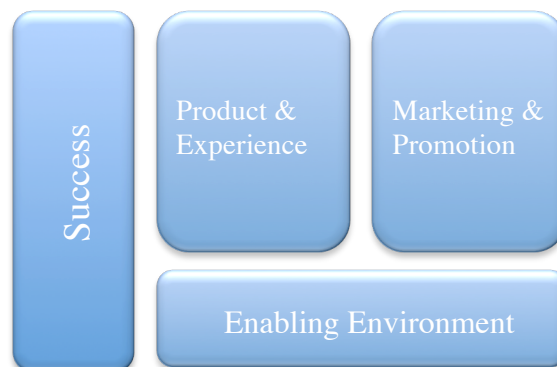 Success
Product &
Experience
Marketing &
Promotion
Enabling Environment